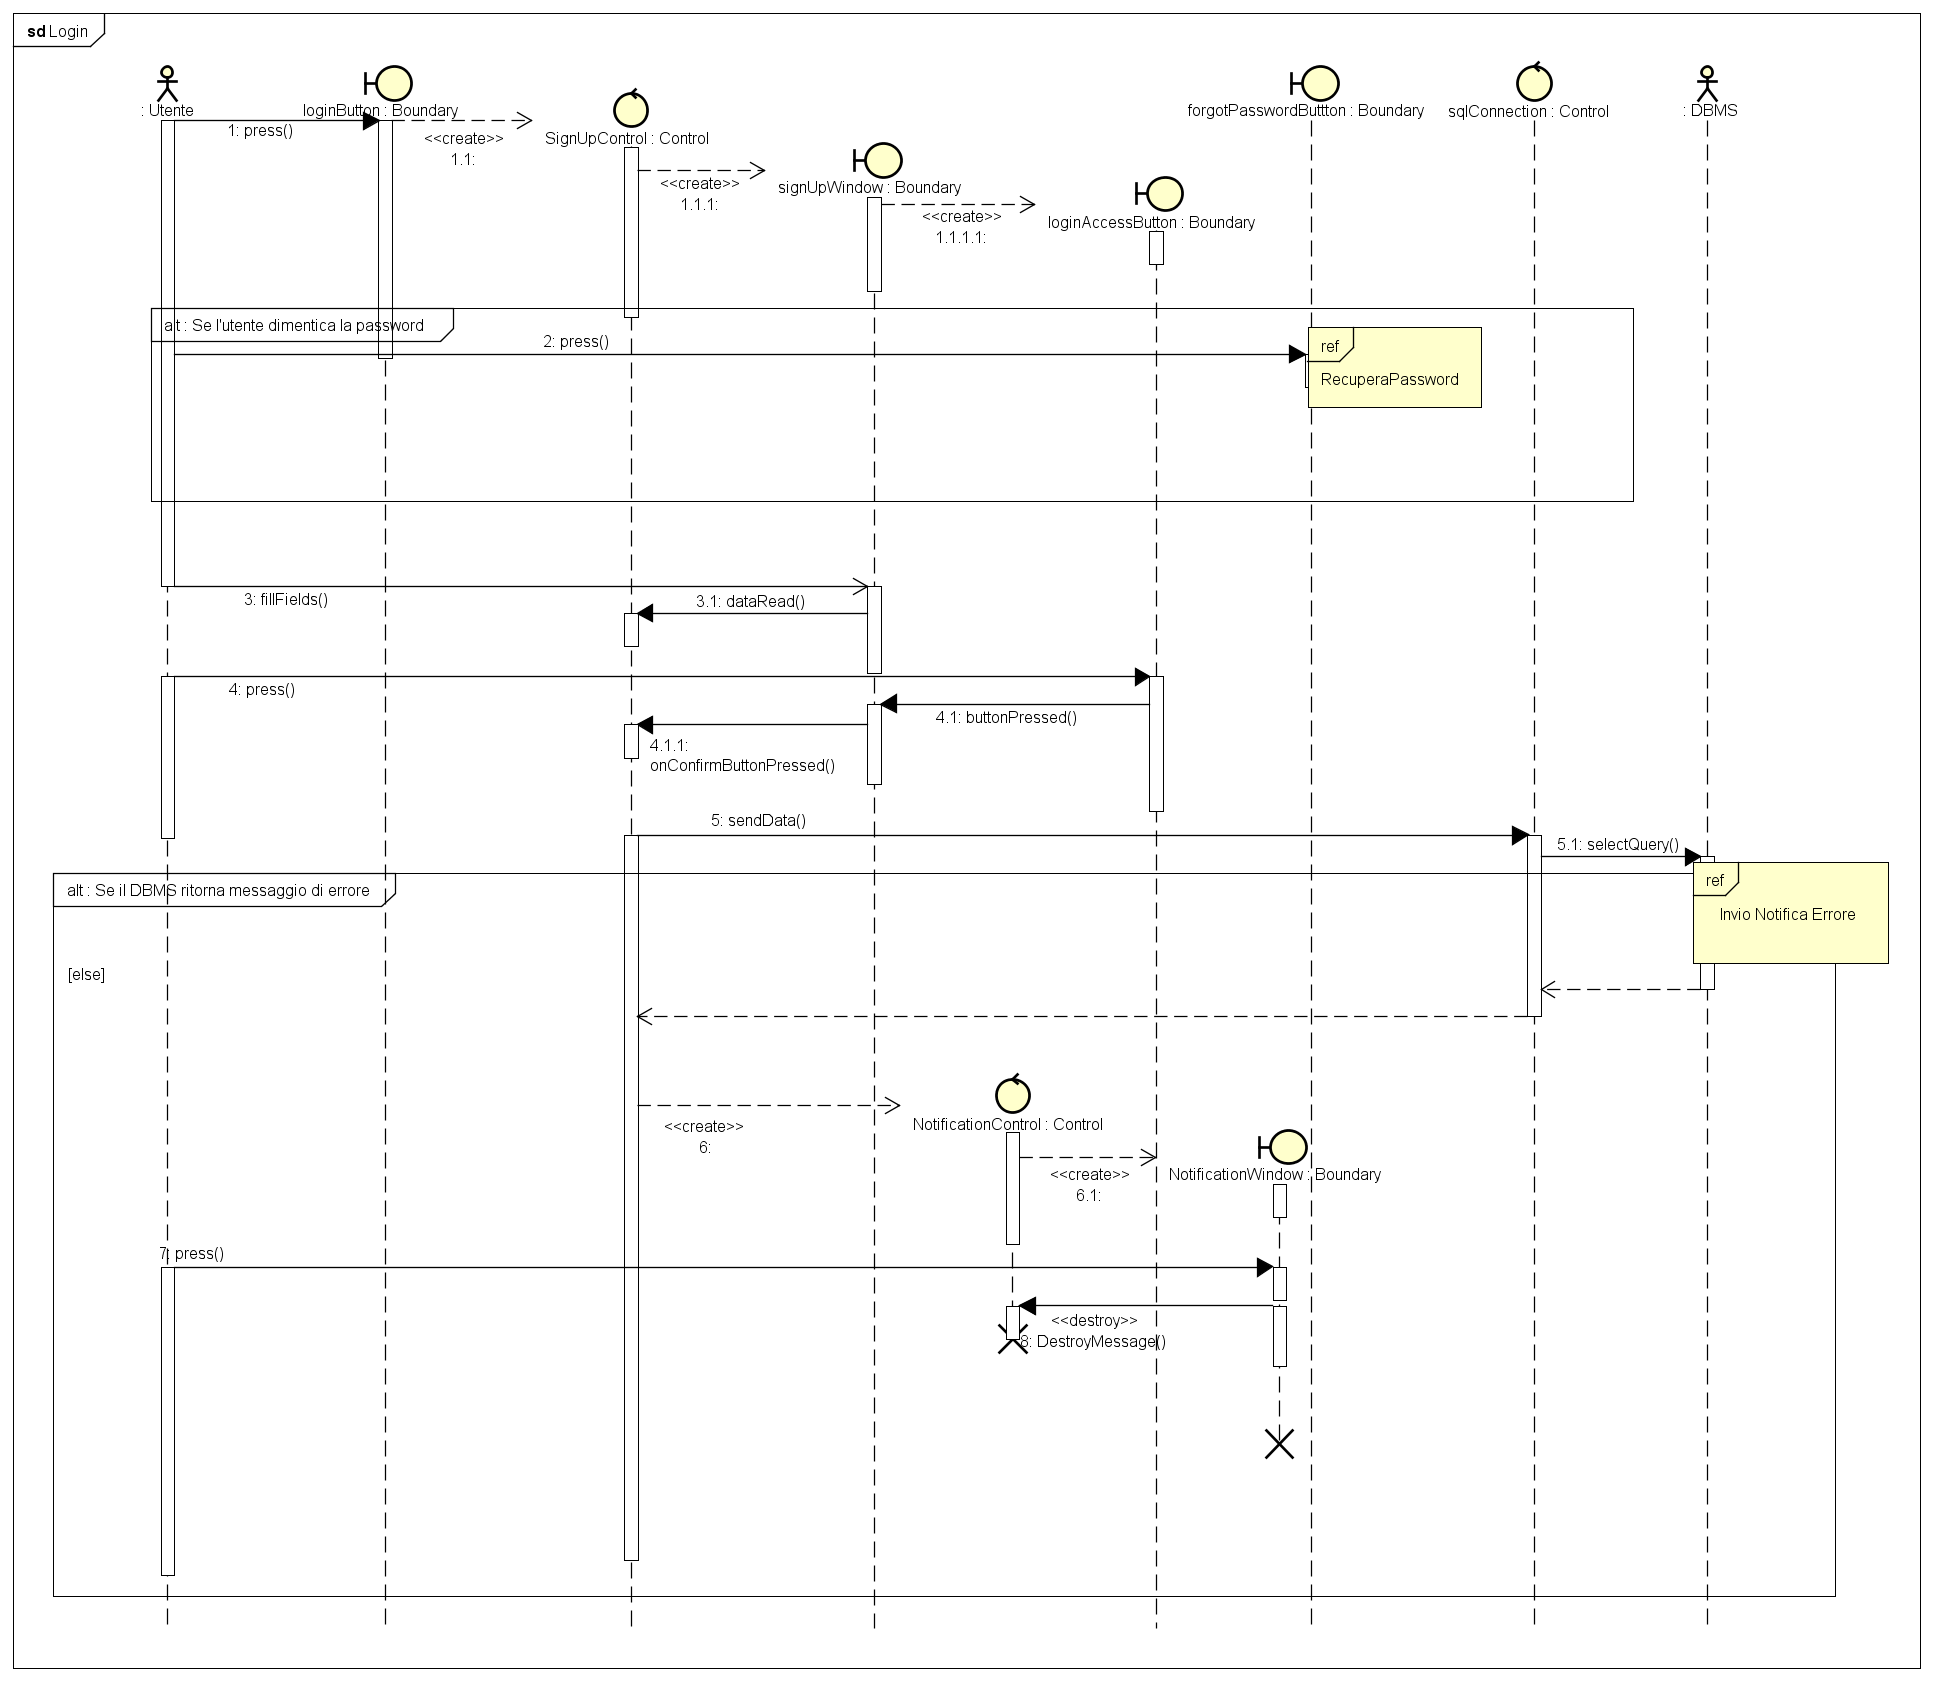 sd Login
: Utente
loginButton : Boundary
SignUpControl : Control
signUpWindow : Boundary
loginAccessButton : Boundary
forgotPasswordButtton : Boundary
sqlConnection : Control
: DBMS
1: press()
<<create>>
1.1:
<<create>>
1.1.1:
<<create>>
1.1.1.1:
alt : Se l'utente dimentica la password
2: press()
ref
RecuperaPassword
3: fillFields()
3.1: dataRead()
4: press()
4.1: buttonPressed()
4.1.1:
onConfirmButtonPressed()
5: sendData()
5.1: selectQuery()
alt : Se il DBMS ritorna messaggio di errore
ref
Invio Notifica Errore
[else]
<<create>>
6:
NotificationControl : Control
<<create>>
6.1:
NotificationWindow : Boundary
7: press()
<<destroy>>
8: DestroyMessage()